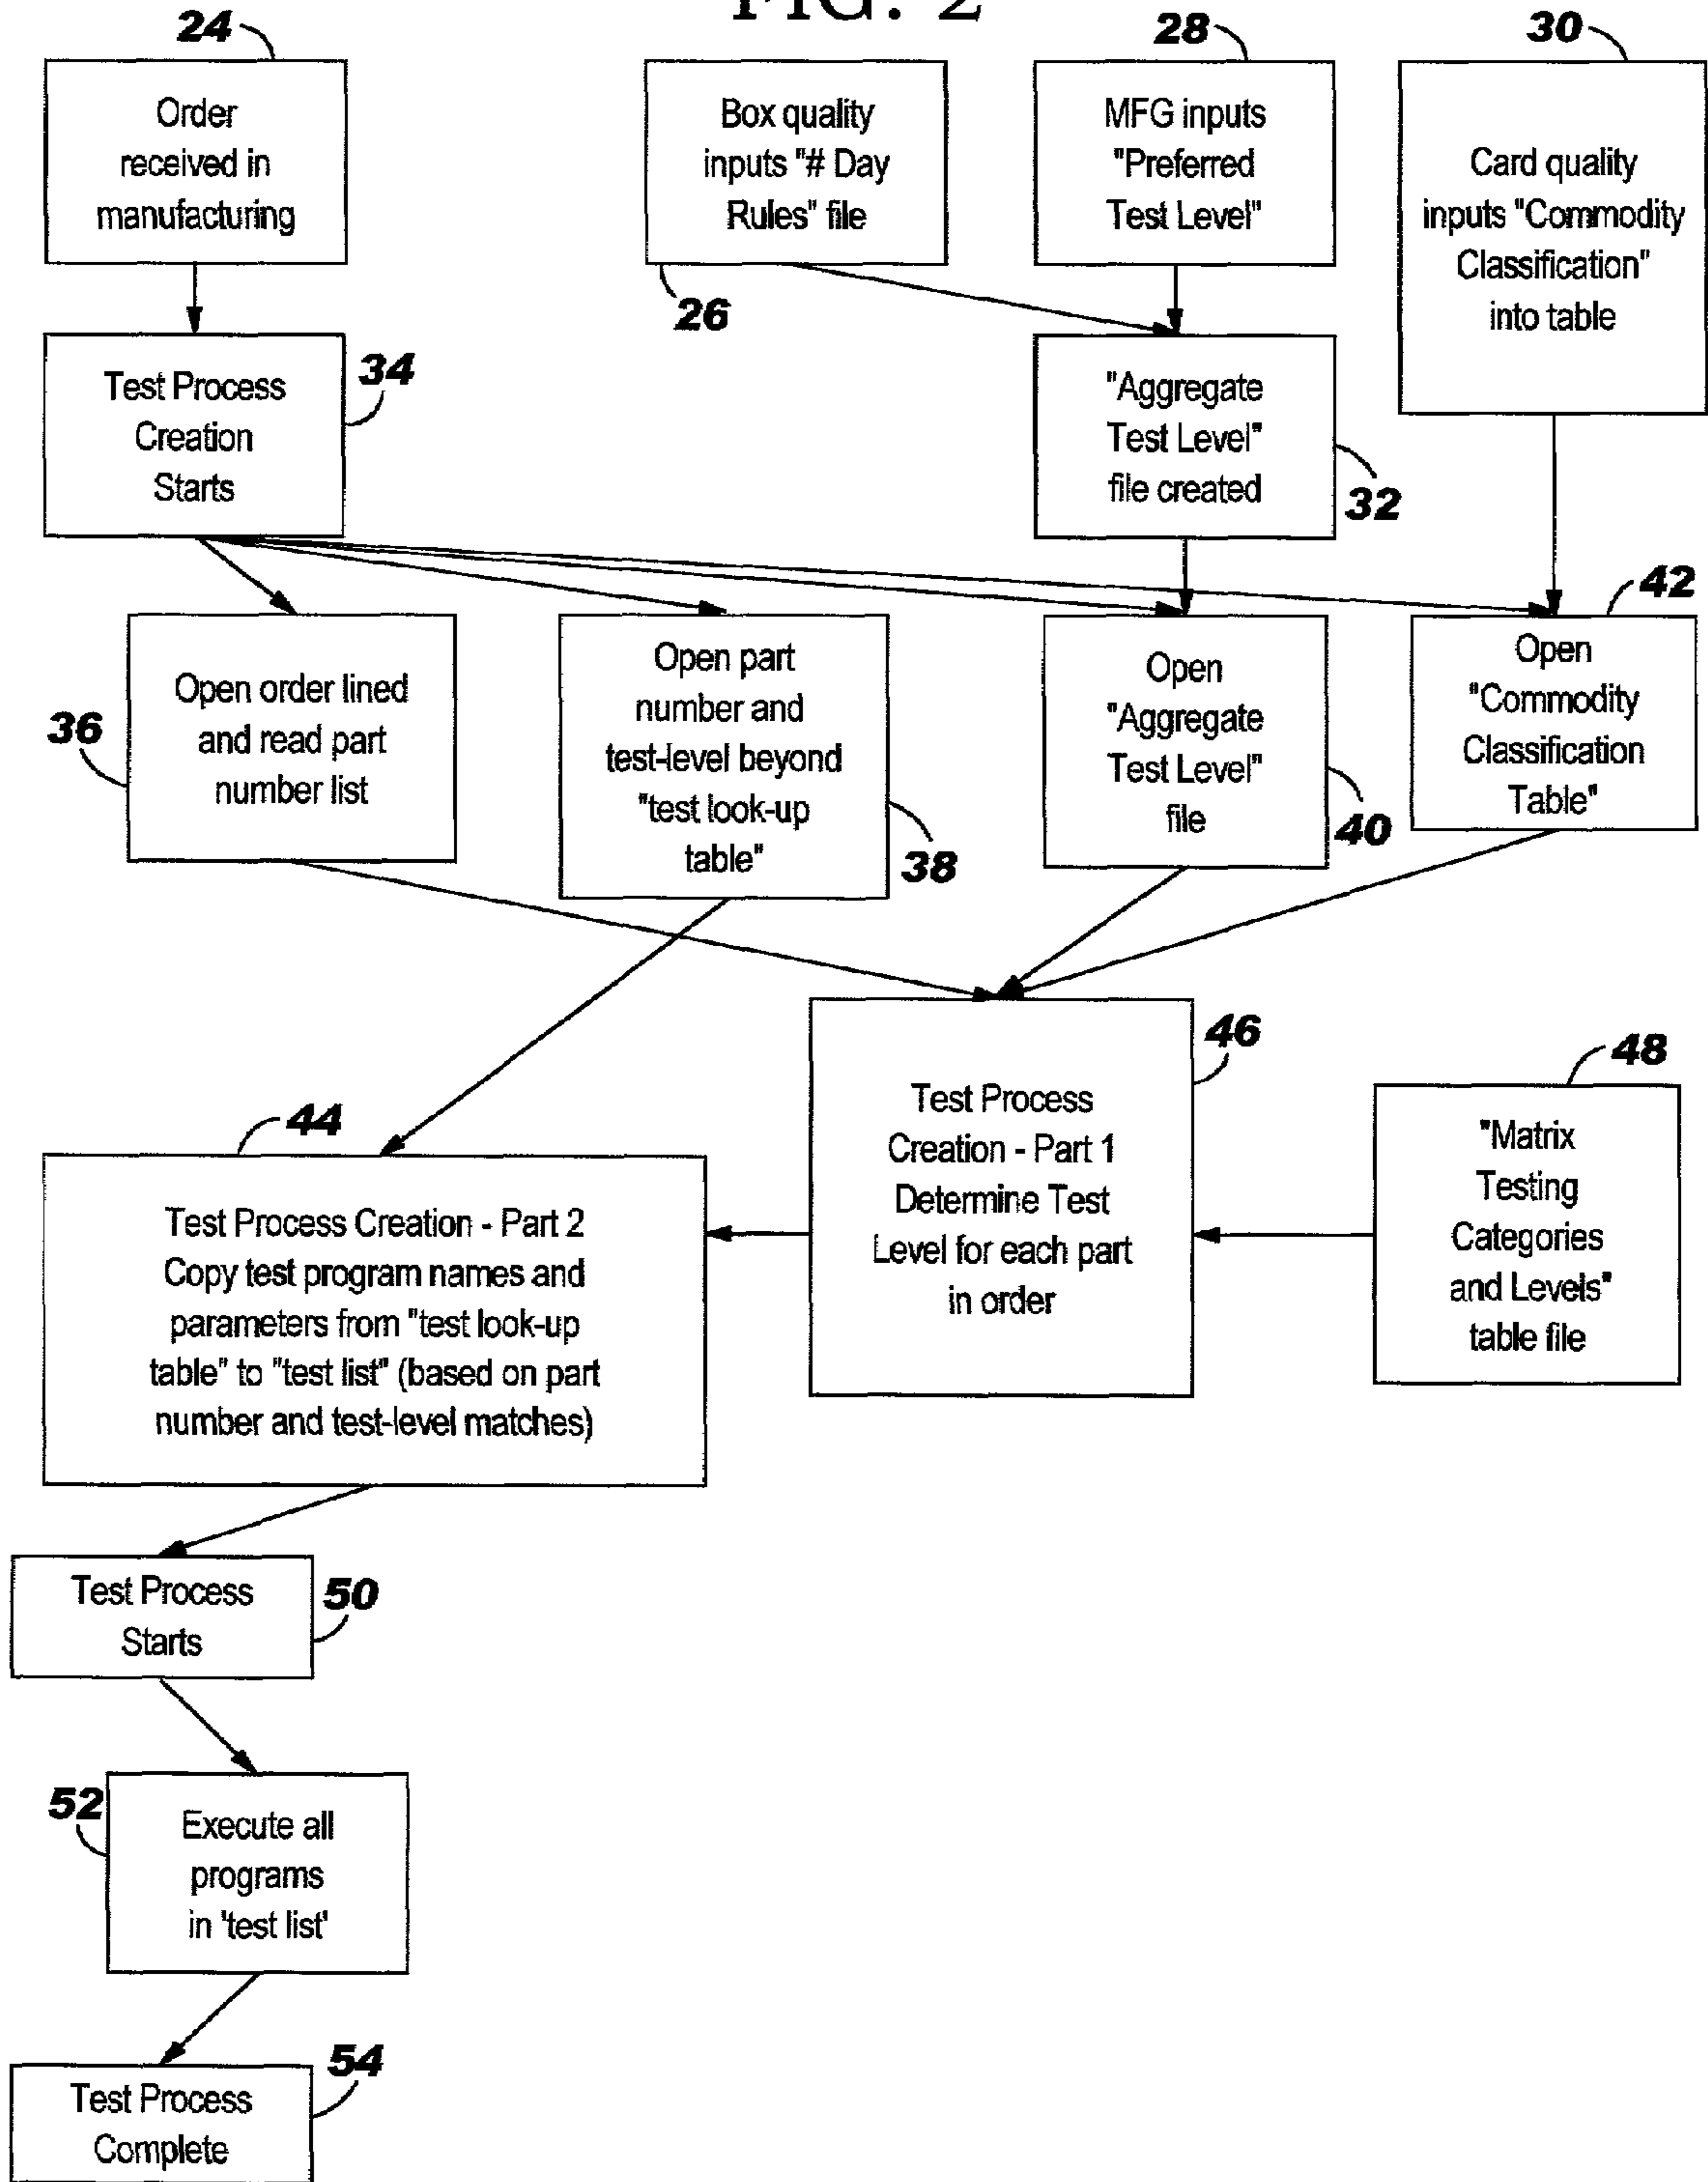 FIG. 2
24
28
30
Order
received in
manufacturing
Box quality
inputs "# Day
Rules" file
26
MFG inputs
"Preferred
Test Level"
Card quality
inputs "Commodity
Classification"
into table
Test Process
Creation
Starts
34
"Aggregate
Test Level"
file created
32
36
Open order lined
and read part
number list
Open part
number and
test-level beyond
"test look-up
table"
38
Open
"Aggregate
Test Level"
file
40
42
Open
"Commodity
Classification
Table"
44
Test Process Creation - Part 2
Copy test program names and
parameters from "test look-up
table" to "test list" (based on part
number and test-level matches)
46
Test Process
Creation - Part 1
Determine Test
Level for each part
in order
48
"Matrix
Testing
Categories
and Levels"
table file
Test Process
Starts
50
52
Execute all
programs
in 'test list'
54
Test Process
Complete